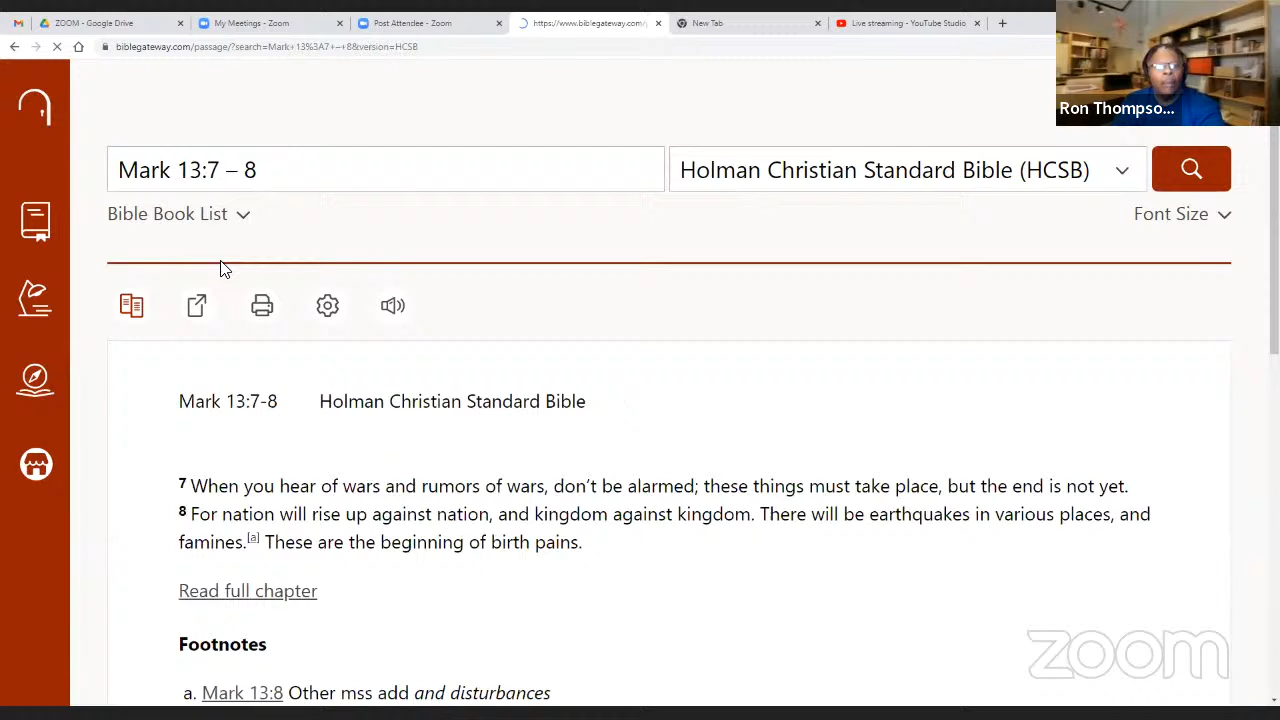 ZOOM - Google Drive
My Meetings - Zoom
Post Attendee - Zoom
https://www.biblegateway.com/p
New Tab
Live streaming - YouTube Studio
biblegateway.com/passage/?search=Mark+13%3A7+–+8&version=HCSB
Ron Thompso...
Mark 13:7 – 8
Holman Christian Standard Bible (HCSB)
Bible Book List
Font Size
Mark 13:7-8 Holman Christian Standard Bible
7 When you hear of wars and rumors of wars, don’t be alarmed; these things must take place, but the end is not yet.
8 For nation will rise up against nation, and kingdom against kingdom. There will be earthquakes in various places, and
famines.[a] These are the beginning of birth pains.
Read full chapter
Footnotes
a. Mark 13:8 Other mss add and disturbances
zoom